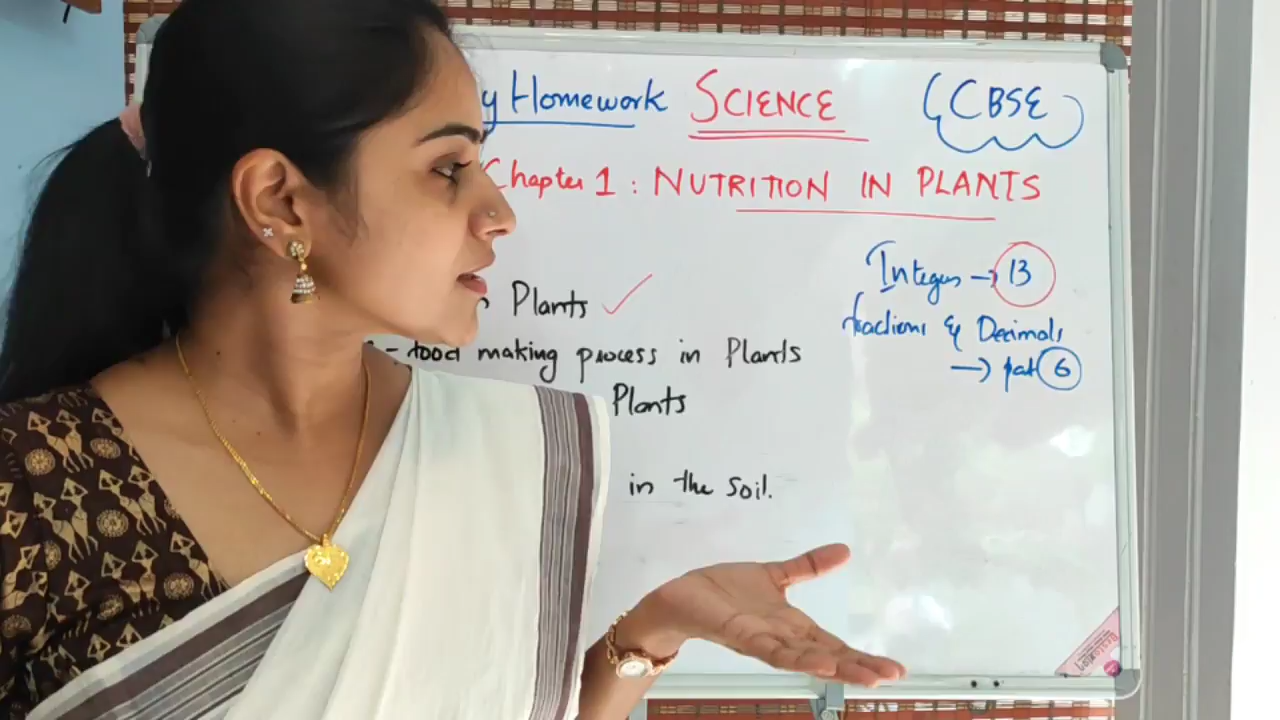 y Homework SCIENCE CBSE
Chapter 1 : NUTRITION IN PLANTS
Integers → 13
Plants
fractions & Decimals
- food making process in Plants
→ part 6
Plants
in the Soil.